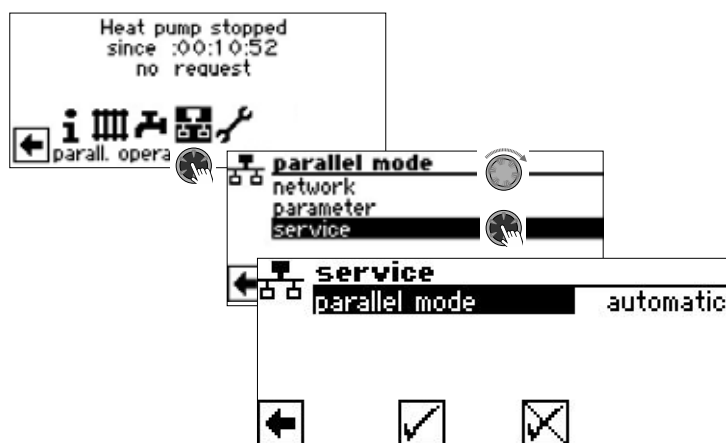 Heat pump stopped
since :00:10:52
no request
parall. opera
parallel mode
network
parameter
service
service
parallel mode automatic